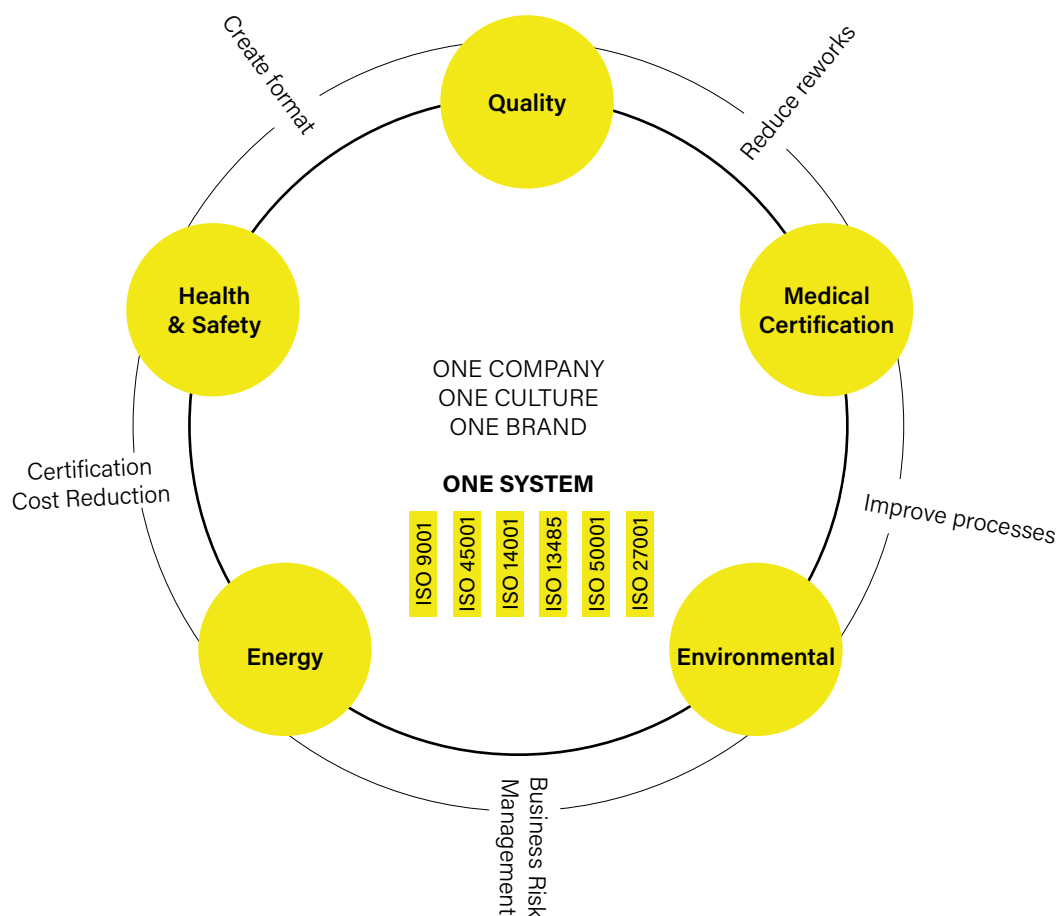 Create format
Quality
Reduce reworks
Health
& Safety
Medical
Certification
ONE COMPANY
ONE CULTURE
ONE BRAND
Certification
Cost Reduction
ONE SYSTEM
ISO 9001
ISO 45001
ISO 14001
ISO 13485
ISO 50001
ISO 27001
Improve processes
Energy
Environmental
Business Risk
Management